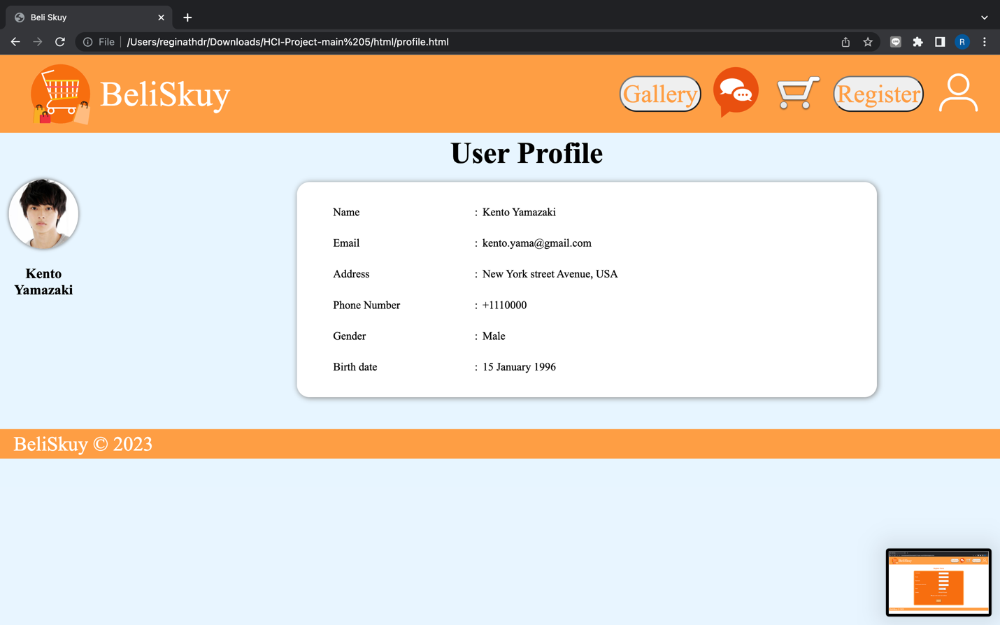 Beli Skuy
File
/Users/reginathdr/Downloads/HCI-Project-main%205/html/profile.html
R
BeliSkuy
Gallery
Register
User Profile
Kento
Yamazaki
Name : Kento Yamazaki
Email : kento.yama@gmail.com
Address : New York street Avenue, USA
Phone Number : +1110000
Gender : Male
Birth date : 15 January 1996
BeliSkuy © 2023